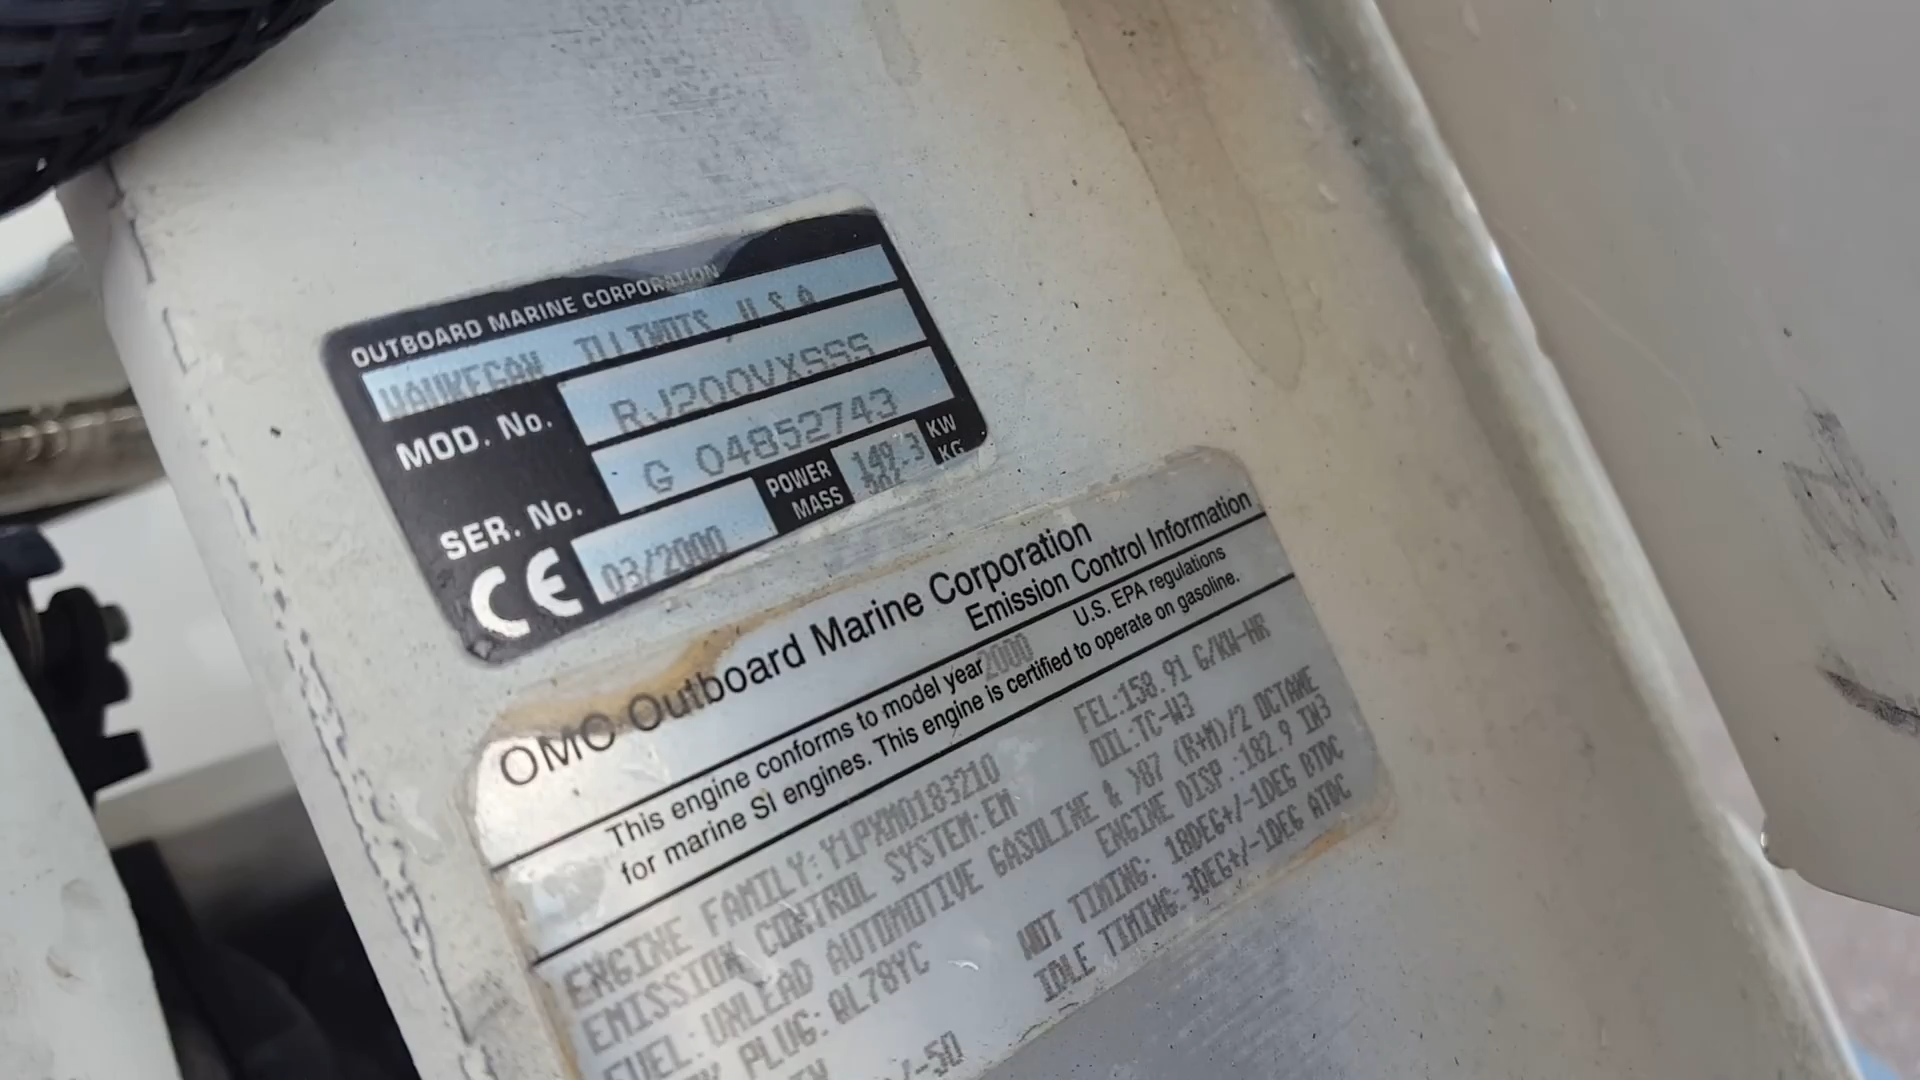 OUTBOARD MARINE CORPORATION
WAUKEGAN ILLINOIS, U.S.A
MOD. No. RJ200VXSSS
SER. No. G 04852743
CE 03/2000 POWER 149.3 KW
MASS KG
OMC Outboard Marine Corporation
Emission Control Information
This engine conforms to model year 2000 U.S. EPA regulations
for marine SI engines. This engine is certified to operate on gasoline.
ENGINE FAMILY: Y1PXM0183210 FEL:158.91 G/KW-HR
EMISSION CONTROL SYSTEM: EM OIL:TC-W3
FUEL: UNLEAD AUTOMOTIVE GASOLINE & >87 (R+M)/2 OCTANE
PLUG: QL78YC ENGINE DISP.:182.9 IN3
WOT TIMING: 18DEG+/-1DEG BTDC
IDLE TIMING: 3DEG+/-1DEG ATDC
/-50